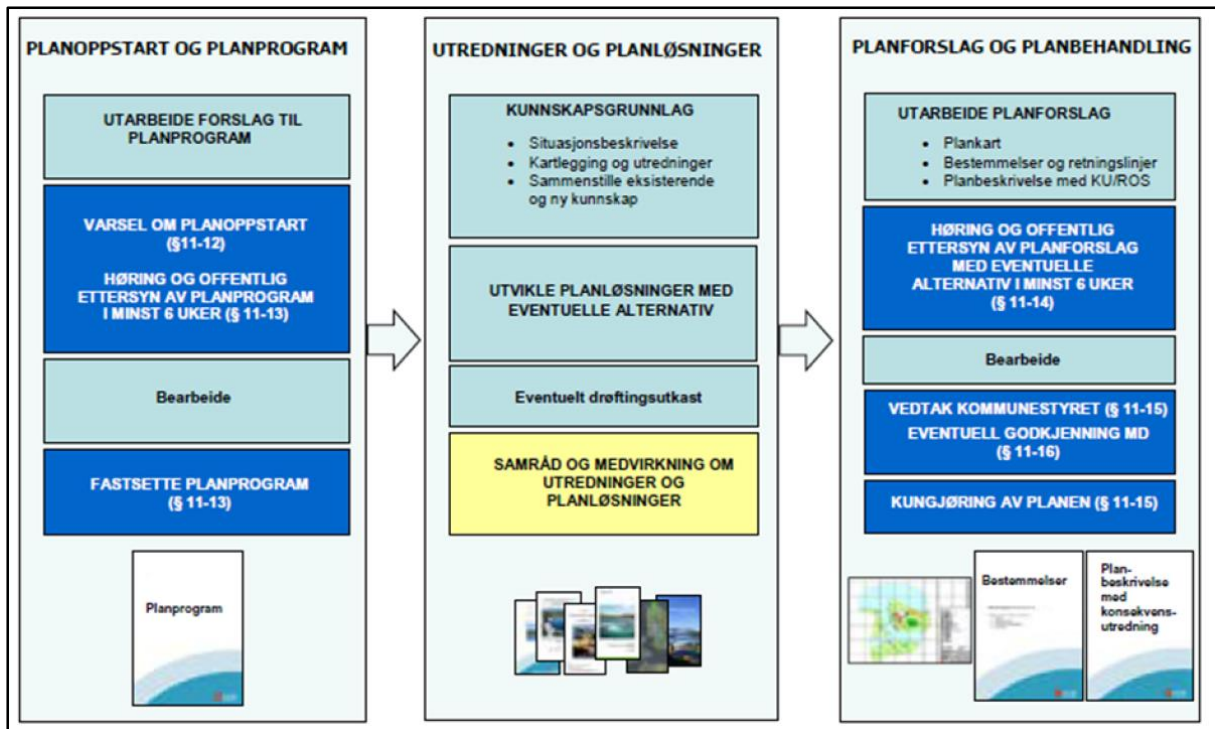 PLANOPPSTART OG PLANPROGRAM
UTARBEIDE FORSLAG TIL
PLANPROGRAM
VARSEL OM PLANOPPSTART
(§11-12)
HØRING OG OFFENTLIG
ETTERSYN AV PLANPROGRAM
I MINST 6 UKER (§ 11-13)
Bearbeide
FASTSETTE PLANPROGRAM
(§ 11-13)
Planprogram
UTREDNINGER OG PLANLØSNINGER
KUNNSKAPSGRUNNLAG
• Situasjonsbeskrivelse
• Kartlegging og utredninger
• Sammenstille eksisterende
og ny kunnskap
UTVIKLE PLANLØSNINGER MED
EVENTUELLE ALTERNATIV
Eventuelt drøftingsutkast
SAMRÅD OG MEDVIRKNING OM
UTREDNINGER OG
PLANLØSNINGER
PLANFORSLAG OG PLANBEHANDLING
UTARBEIDE PLANFORSLAG
• Plankart
• Bestemmelser og retningslinjer
• Planbeskrivelse med KU/ROS
HØRING OG OFFENTLIG
ETTERSYN AV PLANFORSLAG
MED EVENTUELLE
ALTERNATIV I MINST 6 UKER
(§ 11-14)
Bearbeide
VEDTAK KOMMUNESTYRET (§ 11-15)
EVENTUELL GODKJENNING MD
(§ 11-16)
KUNGJØRING AV PLANEN (§ 11-15)
Bestemmelser
Plan-
beskrivelse
med
konsekvens-
utredning